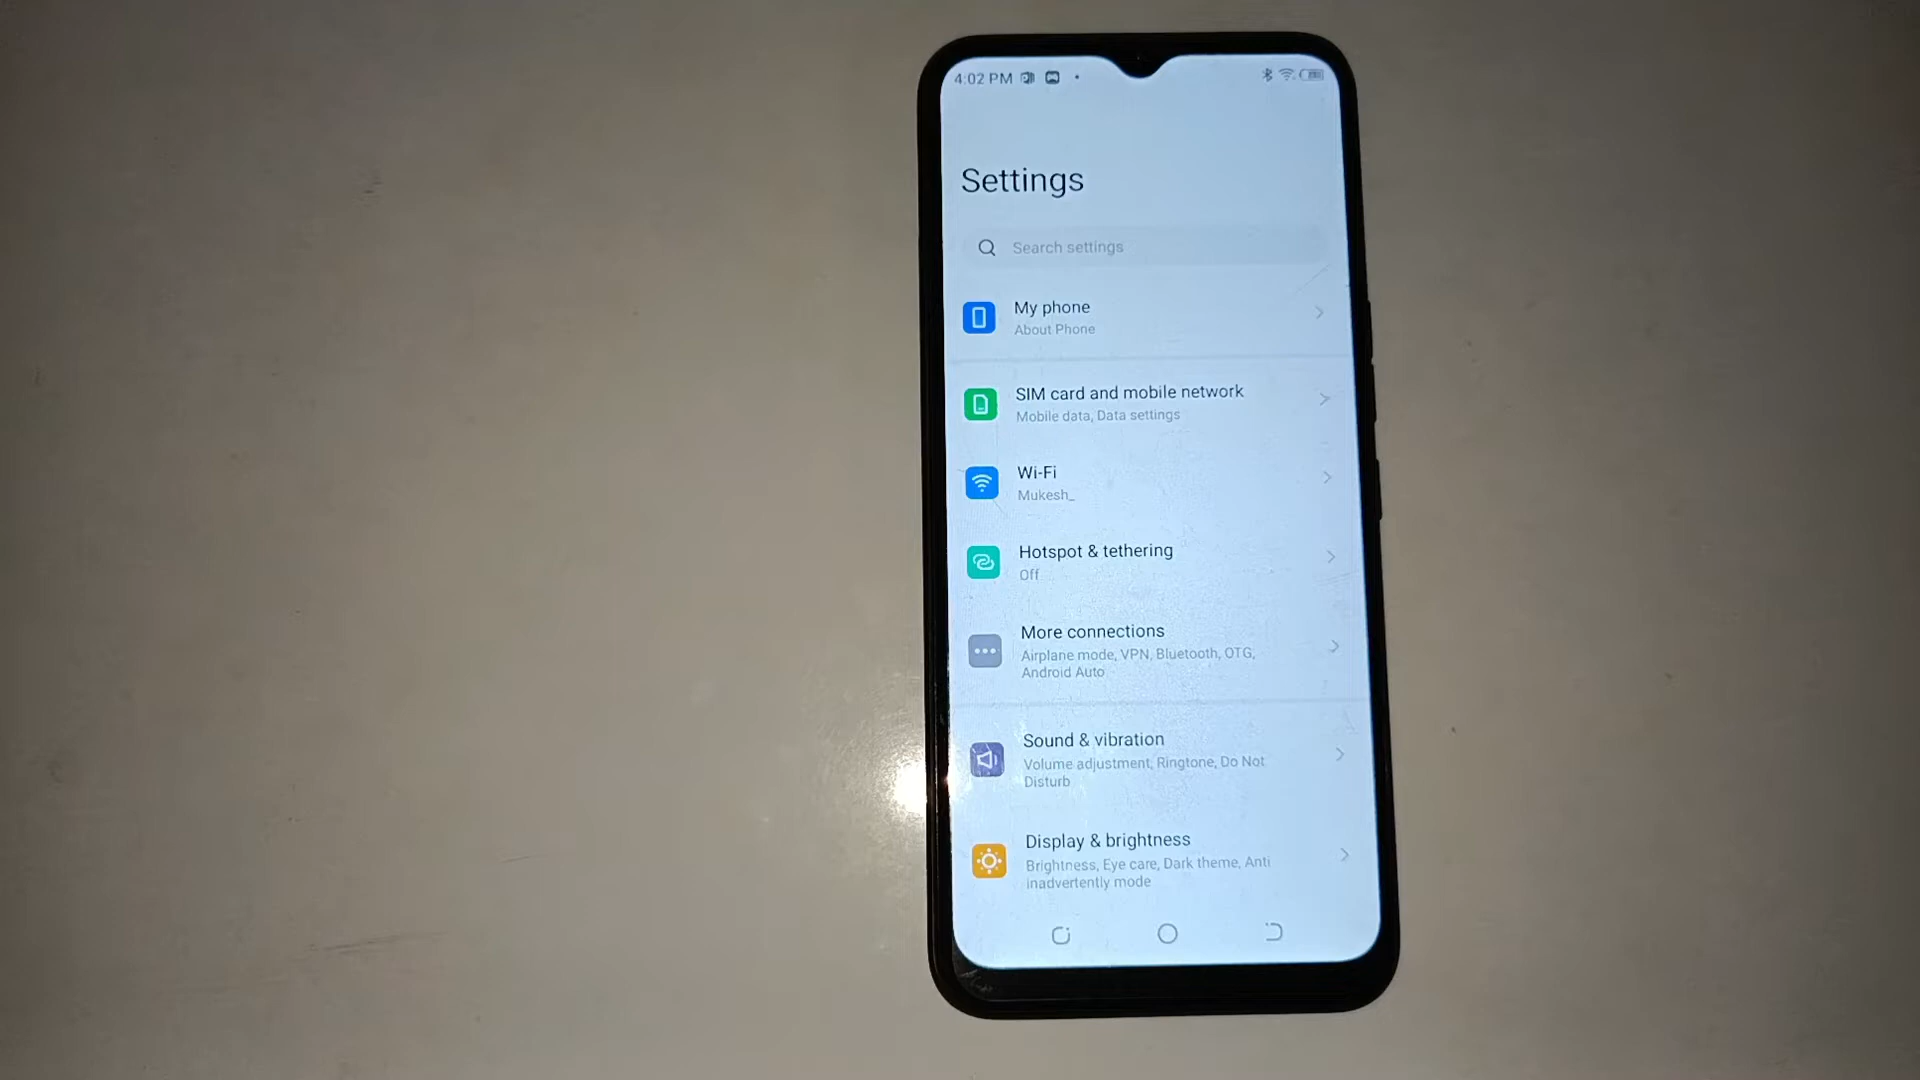 4:02 PM
Settings
Search settings
My phone
About Phone
SIM card and mobile network
Mobile data, Data settings
Wi-Fi
Mukesh_
Hotspot & tethering
Off
More connections
Airplane mode, VPN, Bluetooth, OTG,
Android Auto
Sound & vibration
Volume adjustment, Ringtone, Do Not
Disturb
Display & brightness
Brightness, Eye care, Dark theme, Anti
inadvertently mode